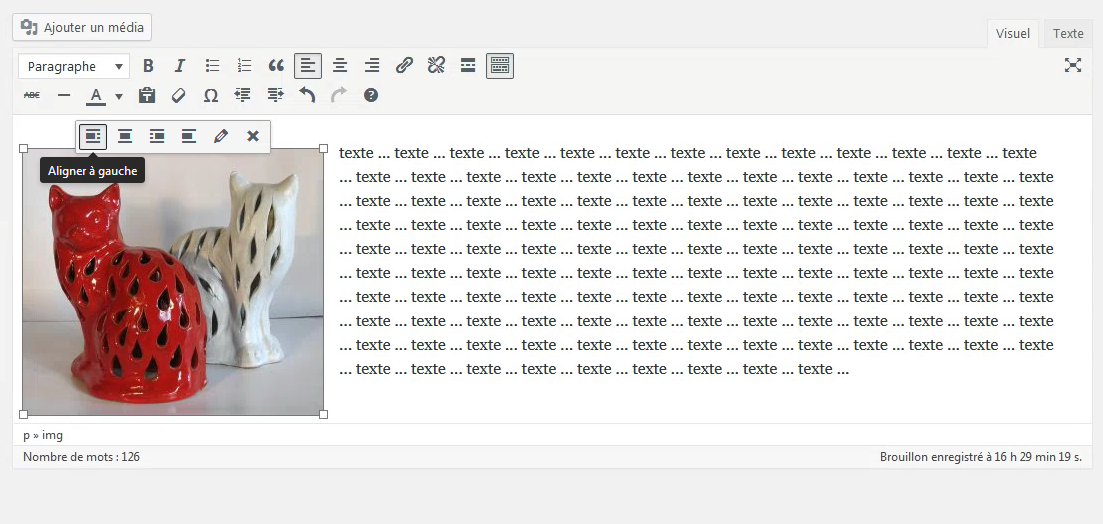 Ajouter un média
Visuel Texte
Paragraphe B I
ABC A Ω
Aligner à gauche
texte ... texte ... texte ... texte ... texte ... texte ... texte ... texte ... texte ... texte ... texte ... texte ... texte
... texte ... texte ... texte ... texte ... texte ... texte ... texte ... texte ... texte ... texte ... texte ... texte ... texte
... texte ... texte ... texte ... texte ... texte ... texte ... texte ... texte ... texte ... texte ... texte ... texte ... texte
... texte ... texte ... texte ... texte ... texte ... texte ... texte ... texte ... texte ... texte ... texte ... texte ... texte
... texte ... texte ... texte ... texte ... texte ... texte ... texte ... texte ... texte ... texte ... texte ... texte ... texte
... texte ... texte ... texte ... texte ... texte ... texte ... texte ... texte ... texte ... texte ... texte ... texte ... texte
... texte ... texte ... texte ... texte ... texte ... texte ... texte ... texte ... texte ... texte ... texte ... texte ... texte
... texte ... texte ... texte ... texte ... texte ... texte ... texte ... texte ... texte ... texte ... texte ... texte ... texte
... texte ... texte ... texte ... texte ... texte ... texte ... texte ... texte ... texte ... texte ... texte ... texte ... texte
... texte ... texte ... texte ... texte ... texte ... texte ... texte ... texte ... texte ...
p » img
Nombre de mots : 126 Brouillon enregistré à 16 h 29 min 19 s.